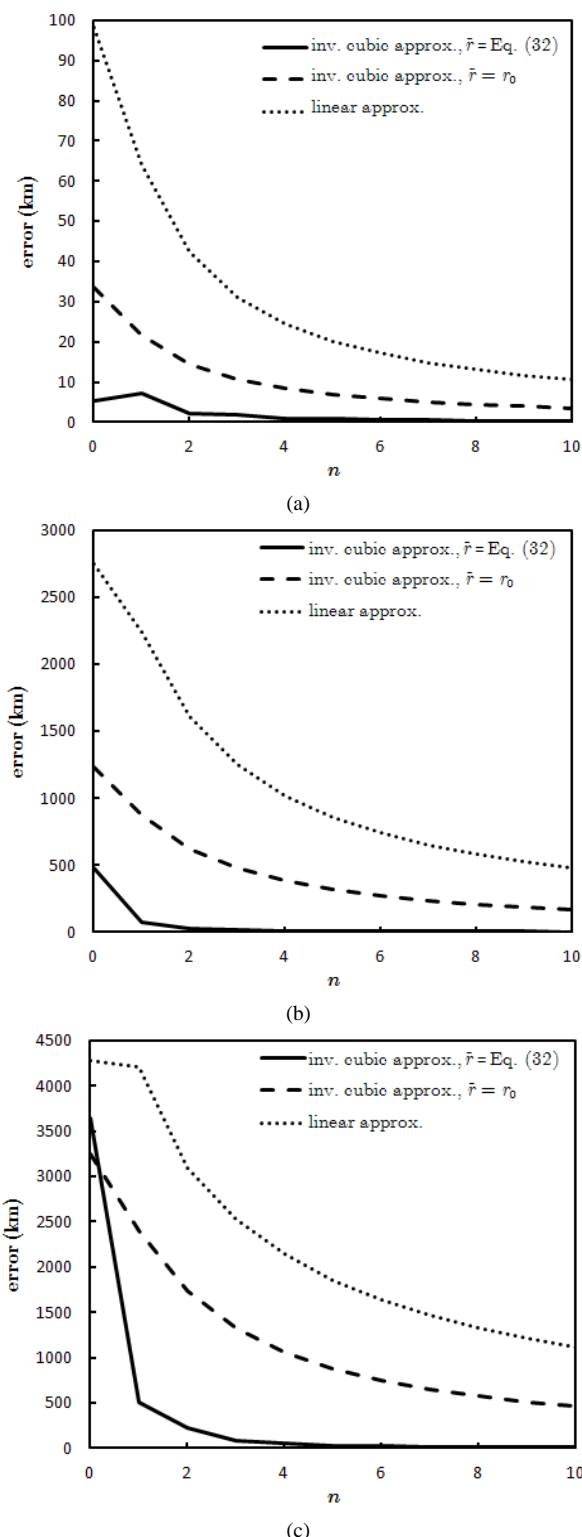 100
90
80
70
60
50
40
30
20
10
0
error (km)
inv. cubic approx., r̄ = Eq. (32)
inv. cubic approx., r̄ = r₀
linear approx.
0 2 4 6 8 10
n
(a)
3000
2500
2000
1500
1000
500
0
error (km)
inv. cubic approx., r̄ = Eq. (32)
inv. cubic approx., r̄ = r₀
linear approx.
0 2 4 6 8 10
n
(b)
4500
4000
3500
3000
2500
2000
1500
1000
500
0
error (km)
inv. cubic approx., r̄ = Eq. (32)
inv. cubic approx., r̄ = r₀
linear approx.
0 2 4 6 8 10
n
(c)